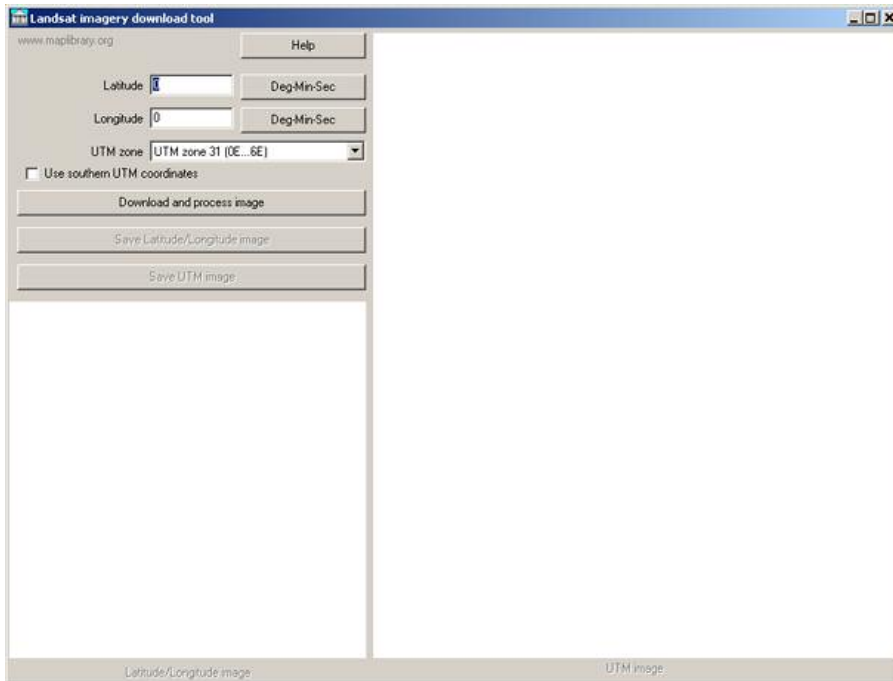 Landsat imagery download tool
www.maplibrary.org
Help
Latitude 0 Deg-Min-Sec
Longitude 0 Deg-Min-Sec
UTM zone UTM zone 31 (0E...6E)
Use southern UTM coordinates
Download and process image
Save Latitude/Longitude image
Save UTM image
Latitude/Longitude image
UTM image